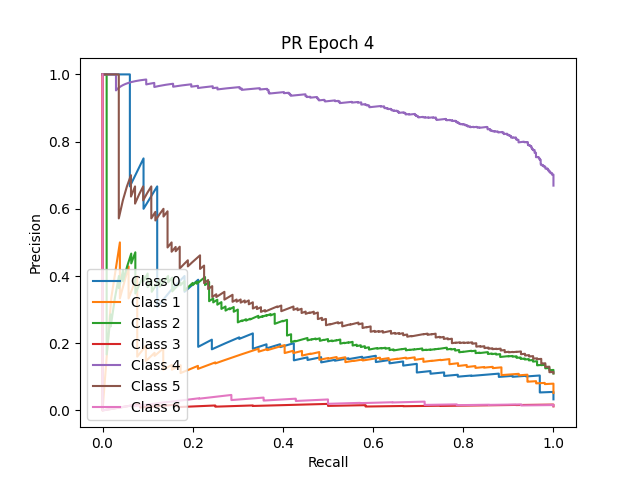 PR Epoch 4
Precision
1.0
0.8
0.6
0.4
0.2
0.0
Class 0
Class 1
Class 2
Class 3
Class 4
Class 5
Class 6
0.0 0.2 0.4 0.6 0.8 1.0
Recall